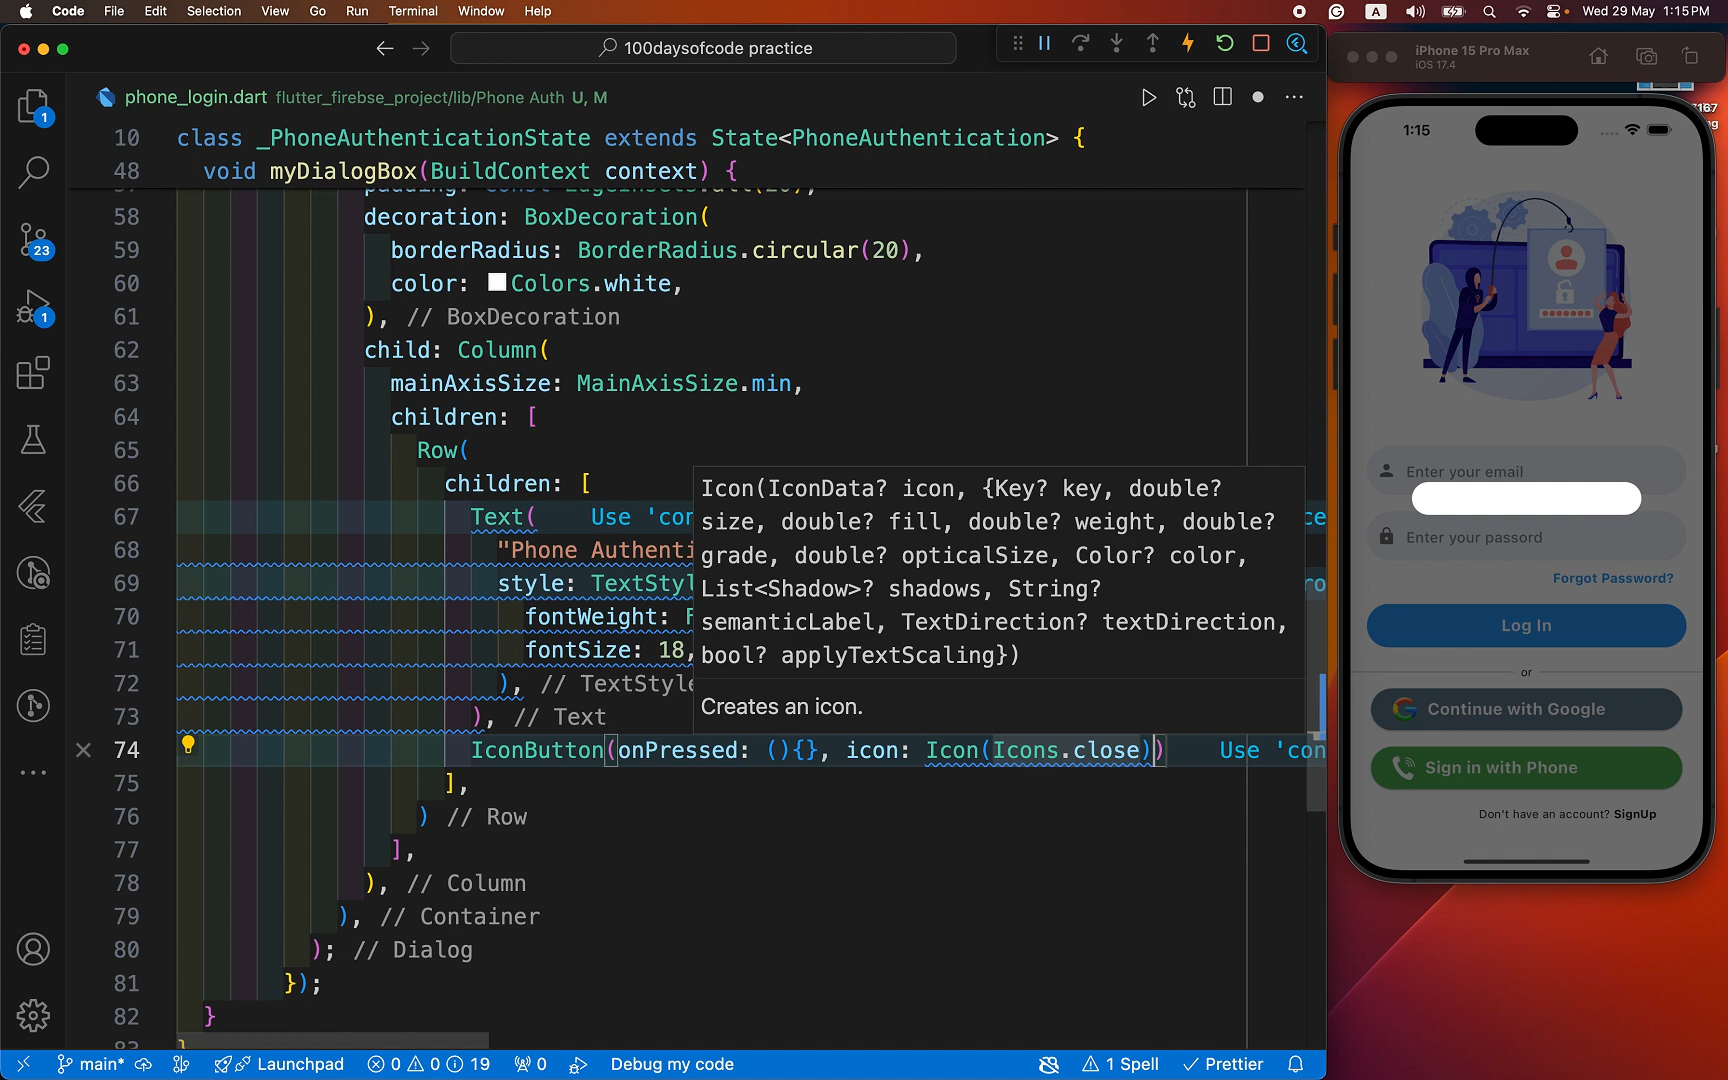 Code File Edit Selection View Go Run Terminal Window Help
A Wed 29 May 1:15 PM
100daysofcode practice
phone_login.dart flutter_firebse_project/lib/Phone Auth U, M
10 class _PhoneAuthenticationState extends State<PhoneAuthentication> {
48 void myDialogBox(BuildContext context) {
58 decoration: BoxDecoration(
59 borderRadius: BorderRadius.circular(20),
60 color: Colors.white,
61 ), // BoxDecoration
62 child: Column(
63 mainAxisSize: MainAxisSize.min,
64 children: [
65 Row(
66 children: [
67 Text( Use 'con
68 "Phone Authenti
69 style: TextStyl
70 fontWeight: F
71 fontSize: 18,
72 ), // TextStyle
73 ), // Text
74 IconButton(onPressed: (){}, icon: Icon(Icons.close)) Use 'con
75 ],
76 ) // Row
77 ],
78 ), // Column
79 ), // Container
80 ); // Dialog
81 });
82 }
Icon(IconData? icon, {Key? key, double?
size, double? fill, double? weight, double?
grade, double? opticalSize, Color? color,
List<Shadow>? shadows, String?
semanticLabel, TextDirection? textDirection,
bool? applyTextScaling})
Creates an icon.
1
23
1
main* Launchpad 0 0 19 0 Debug my code 1 Spell Prettier
iPhone 15 Pro Max
iOS 17.4
1:15
Enter your email
Enter your passord
Forgot Password?
Log In
or
Continue with Google
Sign in with Phone
Don't have an account? SignUp